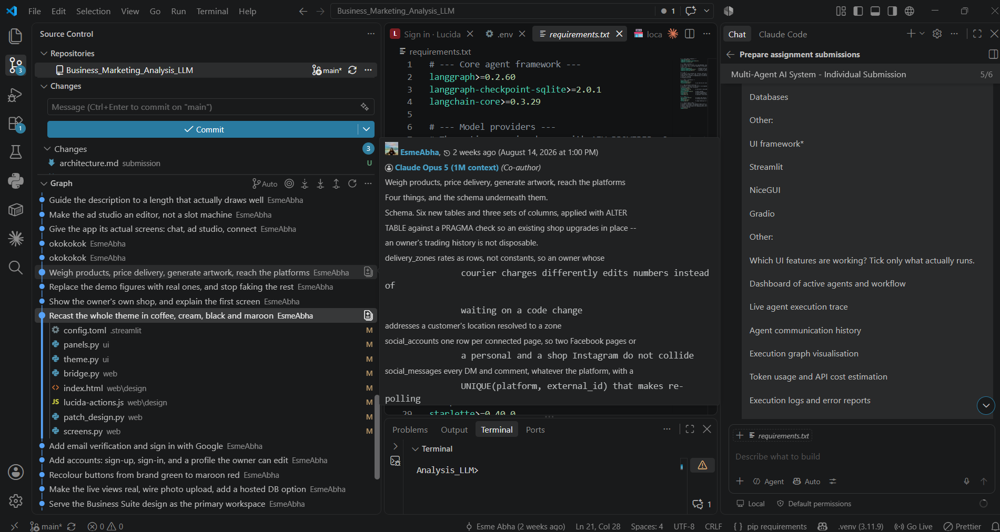 File Edit Selection View Go Run Terminal Help
Business_Marketing_Analysis_LLM
1
Source Control
Repositories
Business_Marketing_Analysis_LLM main*
Changes
Message (Ctrl+Enter to commit on "main")
Commit
Changes 3
architecture.md submission U
Graph Auto
Guide the description to a length that actually draws well EsmeAbha
Make the ad studio an editor, not a slot machine EsmeAbha
Give the app its actual screens: chat, ad studio, connect EsmeAbha
okokokok EsmeAbha
okokokok EsmeAbha
Weigh products, price delivery, generate artwork, reach the platforms EsmeAbha
Replace the demo figures with real ones, and stop faking the rest EsmeAbha
Show the owner's own shop, and explain the first screen EsmeAbha
Recast the whole theme in coffee, cream, black and maroon EsmeAbha
config.toml .streamlit M
panels.py ui M
theme.py ui M
bridge.py web M
index.html web\design M
JS lucida-actions.js web\design M
patch_design.py web M
screens.py web M
Add email verification and sign in with Google EsmeAbha
Add accounts: sign-up, sign-in, and a profile the owner can edit EsmeAbha
Recolour buttons from brand green to maroon red EsmeAbha
Make the live views real, wire photo upload, add a hosted DB option EsmeAbha
Serve the Business Suite design as the primary workspace EsmeAbha
3
1
L Sign in · Lucida .env requirements.txt loca
requirements.txt
1 # --- Core agent framework ---
2 langgraph>=0.2.60
3 langgraph-checkpoint-sqlite>=2.0.1
4 langchain-core>=0.3.29
5
6 # --- Model providers ---
EsmeAbha, 2 weeks ago (August 14, 2026 at 1:00 PM)
Claude Opus 5 (1M context) (Co-author)
Weigh products, price delivery, generate artwork, reach the platforms
Four things, and the schema underneath them.
Schema. Six new tables and three sets of columns, applied with ALTER
TABLE against a PRAGMA check so an existing shop upgrades in place --
an owner's trading history is not disposable.
delivery_zones rates as rows, not constants, so an owner whose
courier charges differently edits numbers instead
of
waiting on a code change
addresses a customer's location resolved to a zone
social_accounts one row per connected page, so two Facebook pages or
a personal and a shop Instagram do not collide
social_messages every DM and comment, whatever the platform, with a
UNIQUE(platform, external_id) that makes re-
polling
29 starlette>=0.40.0
Problems Output Terminal Ports
Terminal
Analysis_LLM>
1
Chat Claude Code
Prepare assignment submissions
Multi-Agent AI System - Individual Submission 5/6
Databases
Other:
UI framework*
Streamlit
NiceGUI
Gradio
Other:
Which UI features are working? Tick only what actually runs.
Dashboard of active agents and workflow
Live agent execution trace
Agent communication history
Execution graph visualisation
Token usage and API cost estimation
Execution logs and error reports
requirements.txt
Describe what to build
Agent Auto
Local Default permissions
main* 0 0 Esme Abha (2 weeks ago) Ln 21, Col 28 Spaces: 4 UTF-8 CRLF { } pip requirements .venv (3.11.9) Go Live Prettier